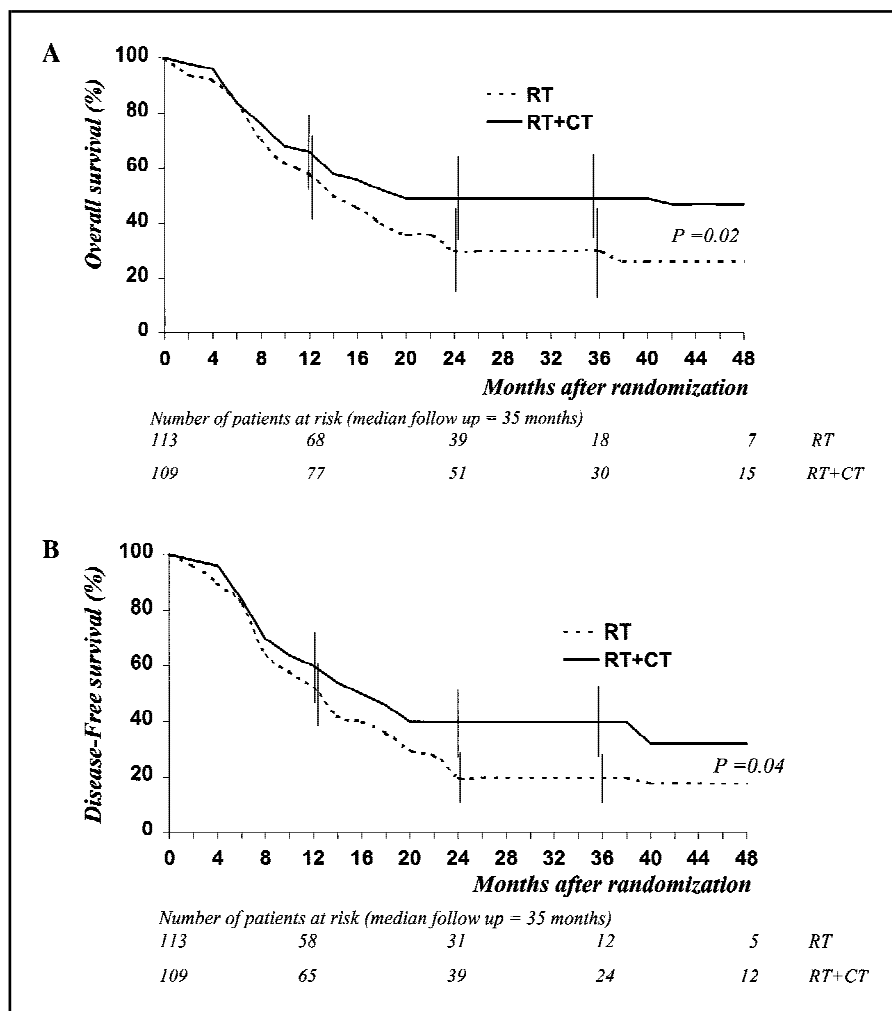 A
Overall survival (%)
100
80
60
40
20
0
RT
RT+CT
P =0.02
0 4 8 12 16 20 24 28 32 36 40 44 48
Months after randomization
Number of patients at risk (median follow up = 35 months)
113 68 39 18 7 RT
109 77 51 30 15 RT+CT
B
Disease-Free survival (%)
100
80
60
40
20
0
RT
RT+CT
P =0.04
0 4 8 12 16 20 24 28 32 36 40 44 48
Months after randomization
Number of patients at risk (median follow up = 35 months)
113 58 31 12 5 RT
109 65 39 24 12 RT+CT